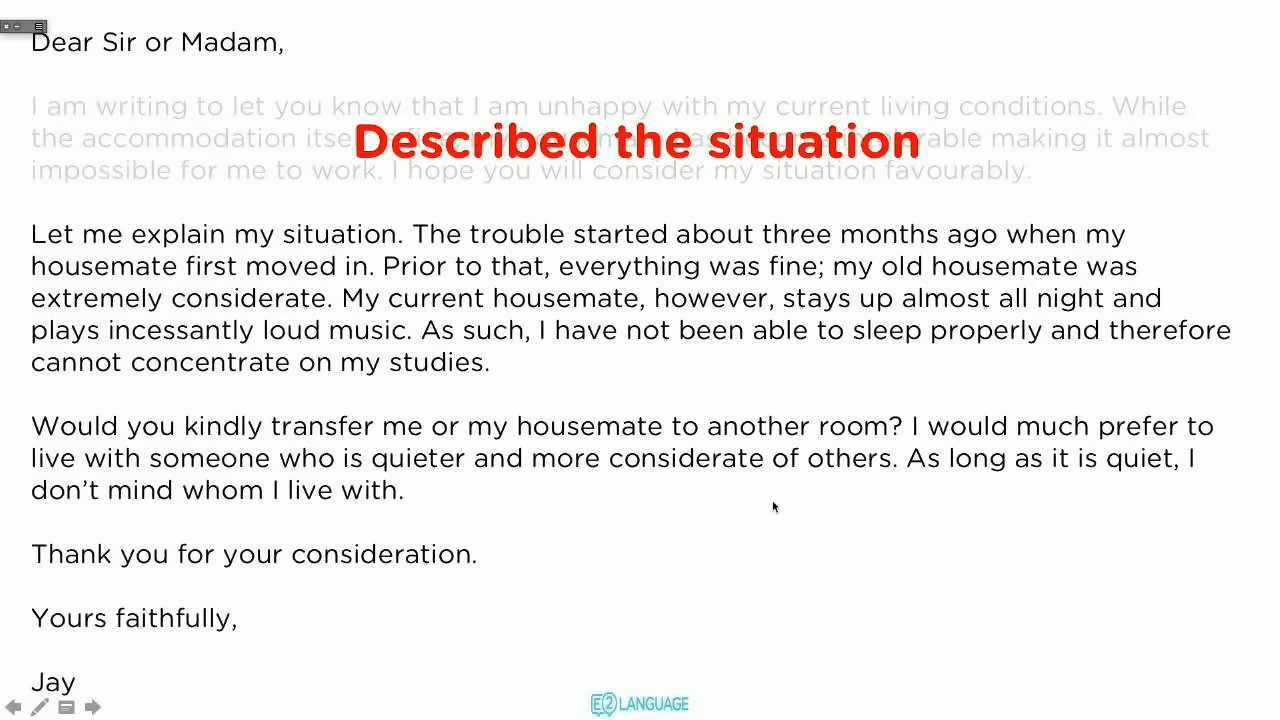 Dear Sir or Madam,
I am writing to let you know that I am unhappy with my current living conditions. While
the accommodation making it almost
Described the situation
impossible for me to work. I hope you will consider my situation favourably.
Let me explain my situation. The trouble started about three months ago when my
housemate first moved in. Prior to that, everything was fine; my old housemate was
extremely considerate. My current housemate, however, stays up almost all night and
plays incessantly loud music. As such, I have not been able to sleep properly and therefore
cannot concentrate on my studies.
Would you kindly transfer me or my housemate to another room? I would much prefer to
live with someone who is quieter and more considerate of others. As long as it is quiet, I
don’t mind whom I live with.
Thank you for your consideration.
Yours faithfully,
Jay
E2 LANGUAGE